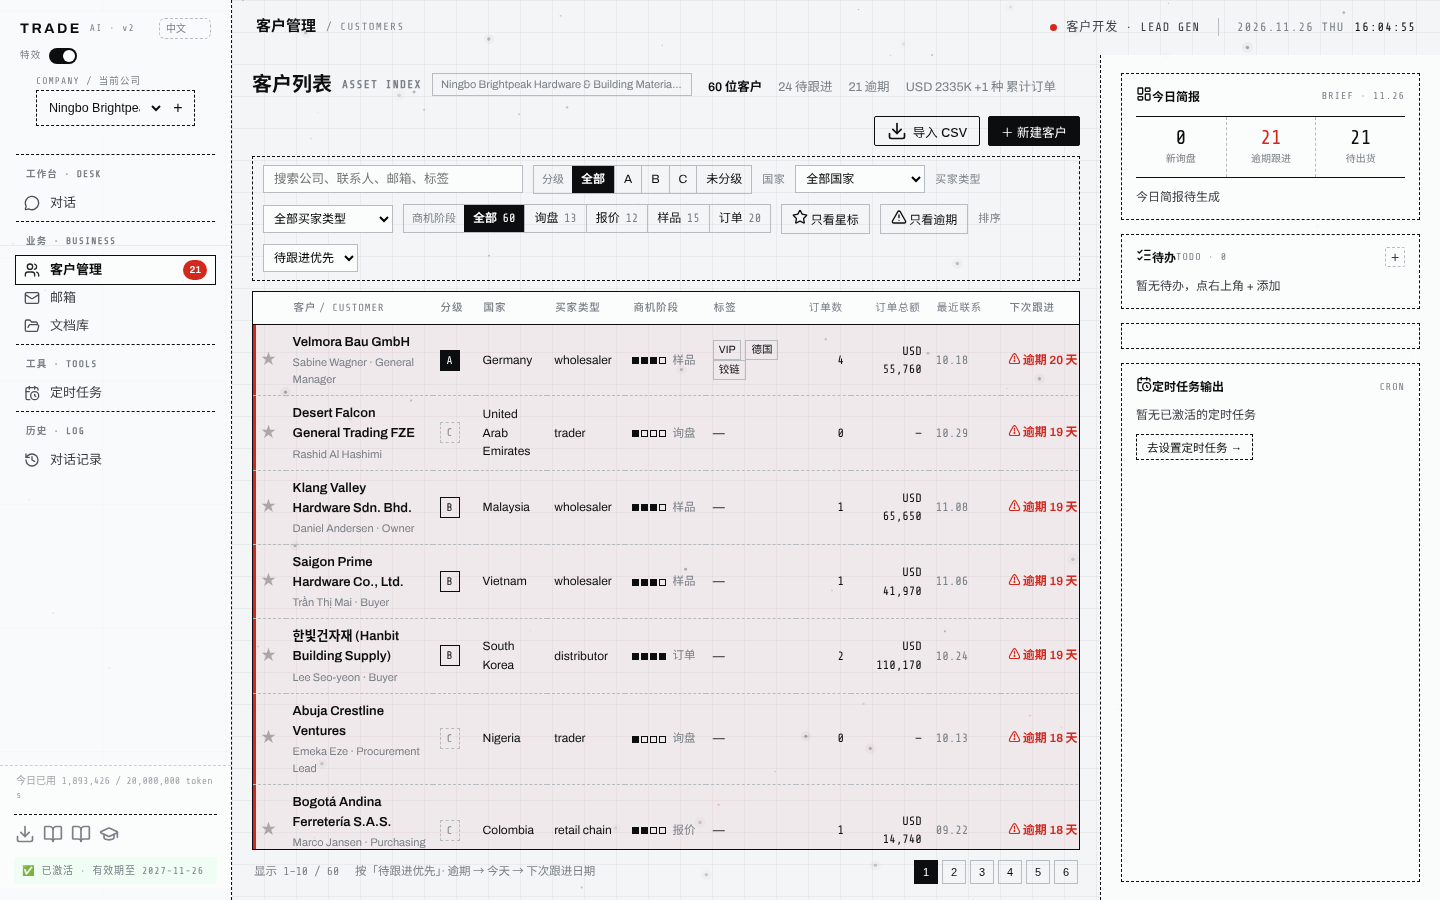 TRADE AI · v2 中文
特效
COMPANY / 当前公司
Ningbo Brightpe +
工作台 · DESK
对话
业务 · BUSINESS
客户管理 21
邮箱
文档库
工具 · TOOLS
定时任务
历史 · LOG
对话记录
今日已用 1,893,426 / 20,000,000 token
s
✅ 已激活 · 有效期至 2027-11-26
客户管理 / CUSTOMERS
客户开发 · LEAD GEN 2026.11.26 THU 16:04:55
客户列表 ASSET INDEX Ningbo Brightpeak Hardware & Building Materia... 60 位客户 24 待跟进 21 逾期 USD 2335K +1 种 累计订单
导入 CSV + 新建客户
搜索公司、联系人、邮箱、标签 分级 全部 A B C 未分级 国家 全部国家 买家类型
全部买家类型 商机阶段 全部 60 询盘 13 报价 12 样品 15 订单 20 只看星标 只看逾期 排序
待跟进优先
客户 / CUSTOMER 分级 国家 买家类型 商机阶段 标签 订单数 订单总额 最近联系 下次跟进
Velmora Bau GmbH
Sabine Wagner · General
Manager
A Germany wholesaler 样品 VIP 德国
铰链
4 USD
55,760
10.18 逾期 20 天
Desert Falcon
General Trading FZE
Rashid Al Hashimi
C United
Arab
Emirates
trader 询盘 — 0 – 10.29 逾期 19 天
Klang Valley
Hardware Sdn. Bhd.
Daniel Andersen · Owner
B Malaysia wholesaler 样品 — 1 USD
65,650
11.08 逾期 19 天
Saigon Prime
Hardware Co., Ltd.
Trần Thị Mai · Buyer
B Vietnam wholesaler 样品 — 1 USD
41,970
11.06 逾期 19 天
한빛건자재 (Hanbit
Building Supply)
Lee Seo-yeon · Buyer
B South
Korea
distributor 订单 — 2 USD
110,170
10.24 逾期 19 天
Abuja Crestline
Ventures
Emeka Eze · Procurement
Lead
C Nigeria trader 询盘 — 0 – 10.13 逾期 18 天
Bogotá Andina
Ferretería S.A.S.
Marco Jansen · Purchasing
C Colombia retail chain 报价 — 1 USD
14,740
09.22 逾期 18 天
显示 1-10 / 60 按「待跟进优先」· 逾期 → 今天 → 下次跟进日期
1 2 3 4 5 6
今日简报 BRIEF · 11.26
0 21 21
新询盘 逾期跟进 待出货
今日简报待生成
待办 TODO · 0 +
暂无待办，点右上角 + 添加
定时任务输出 CRON
暂无已激活的定时任务
去设置定时任务 →